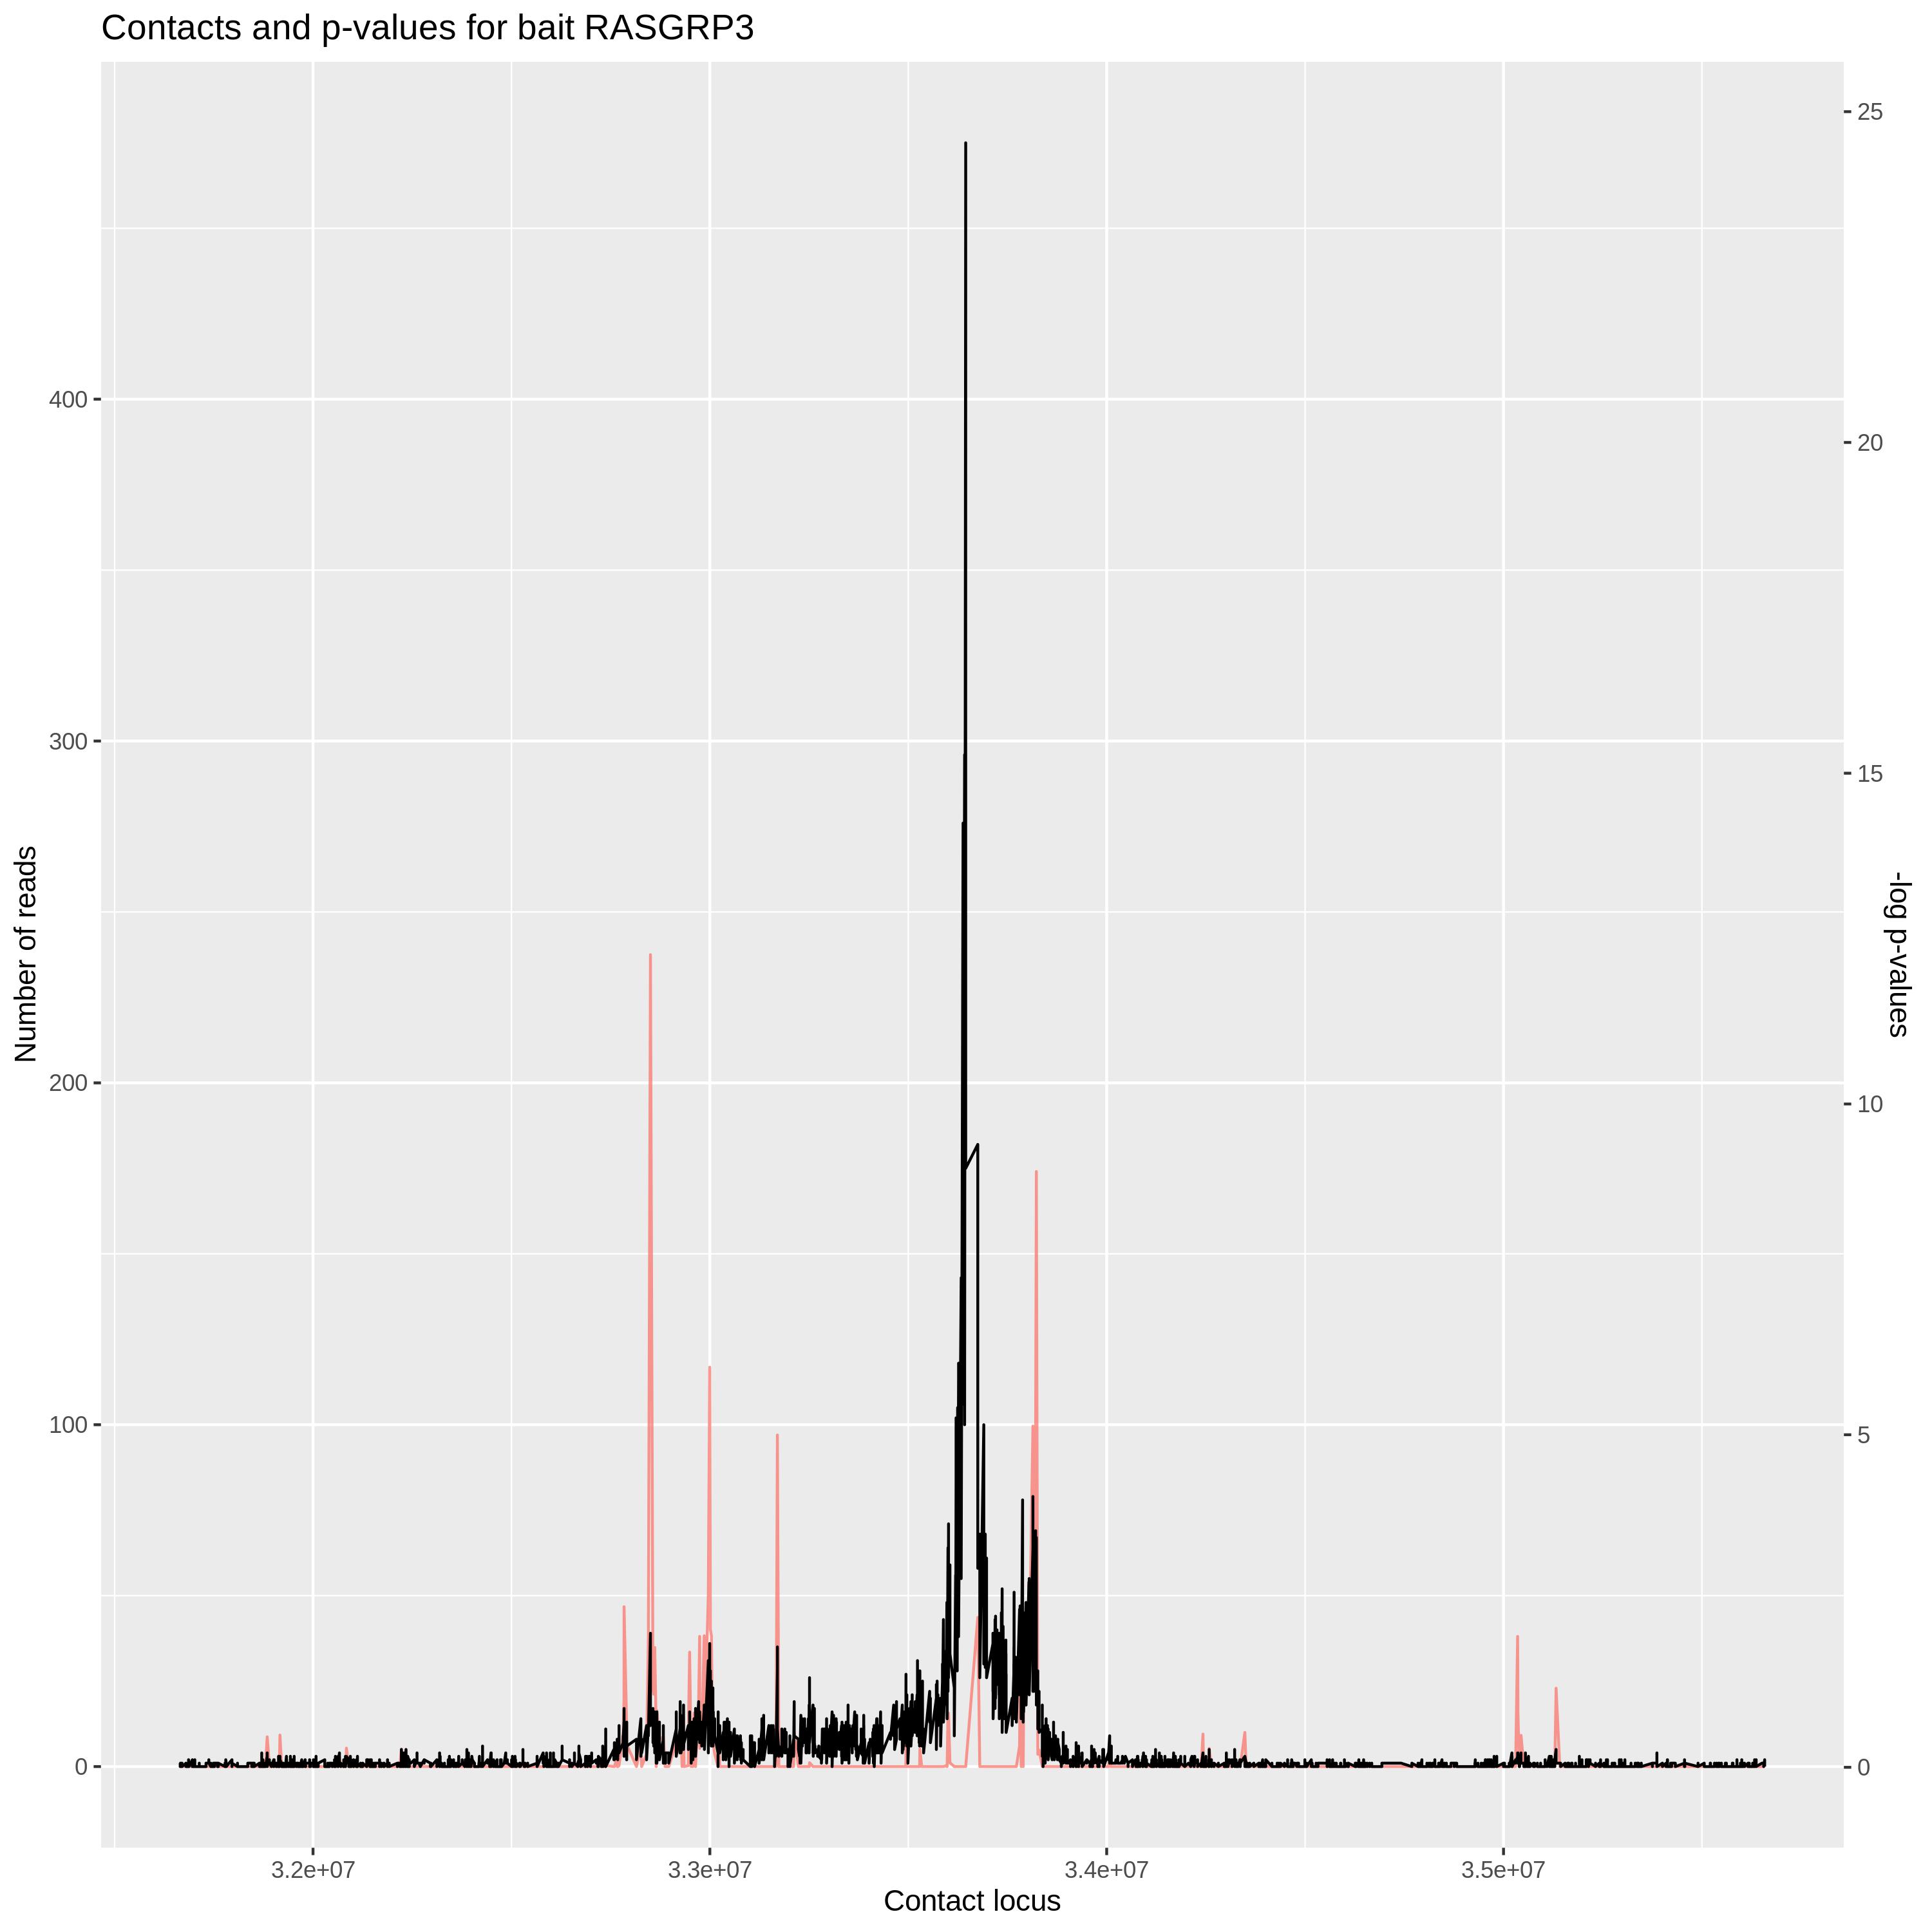 Contacts and p-values for bait RASGRP3
25
400
20
300
15
Number of reads
-log p-values
200
10
100
5
0
0
3.2e+07
3.3e+07
3.4e+07
3.5e+07
Contact locus